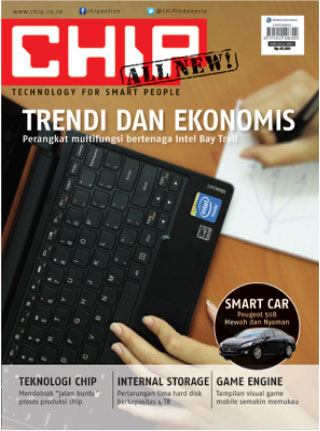 www.chip.co.id
chiponline
@CHIPIndonesia
CHIP
ALL NEW!
TECHNOLOGY FOR SMART PEOPLE
TRENDI DAN EKONOMIS
Perangkat multifungsi bertenaga Intel Bay Trail
SMART CAR
Peugeot 508
Mewah dan Nyaman
TEKNOLOGI CHIP
Mendobrak "jalan buntu"
proses produksi chip
INTERNAL STORAGE
Pertarungan lima hard disk
berkapasitas 4 TB
GAME ENGINE
Tampilan visual game
mobile semakin memukau